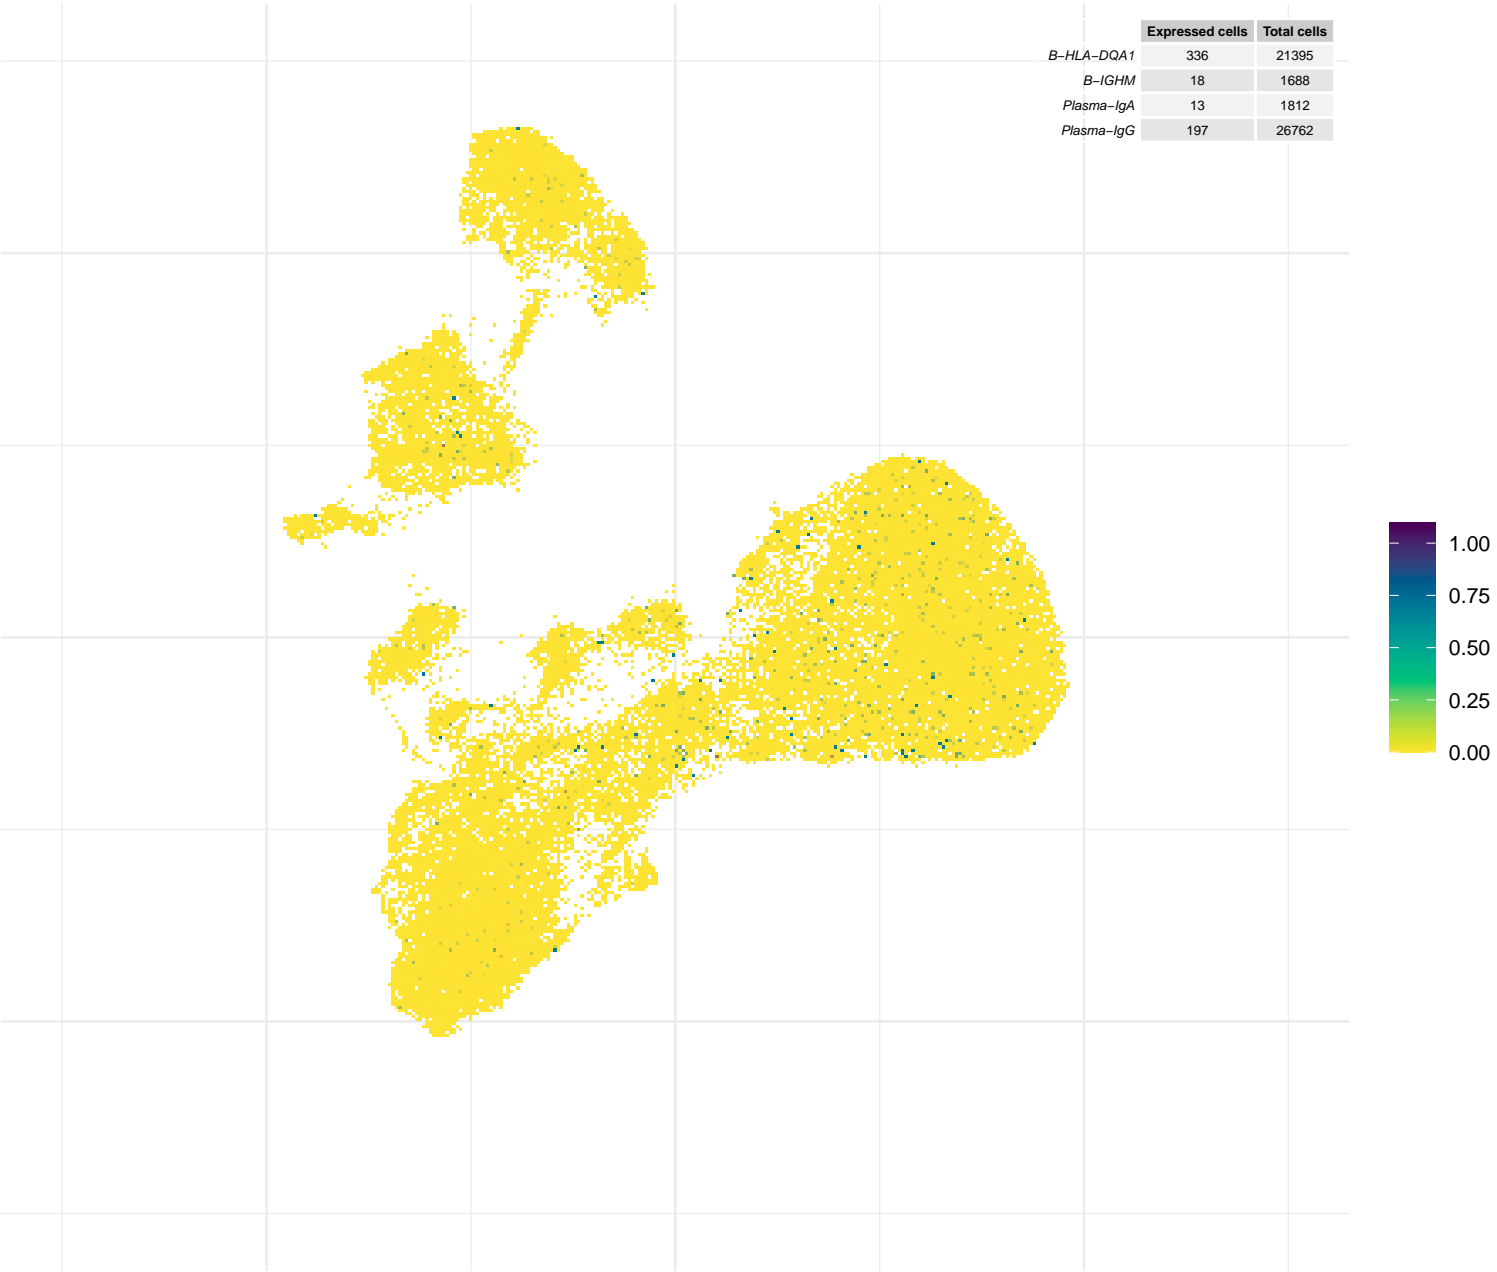 Expressed cells Total cells
B−HLA−DQA1 336 21395
B−IGHM 18 1688
Plasma−IgA 13 1812
Plasma−IgG 197 26762
1.00
0.75
0.50
0.25
0.00